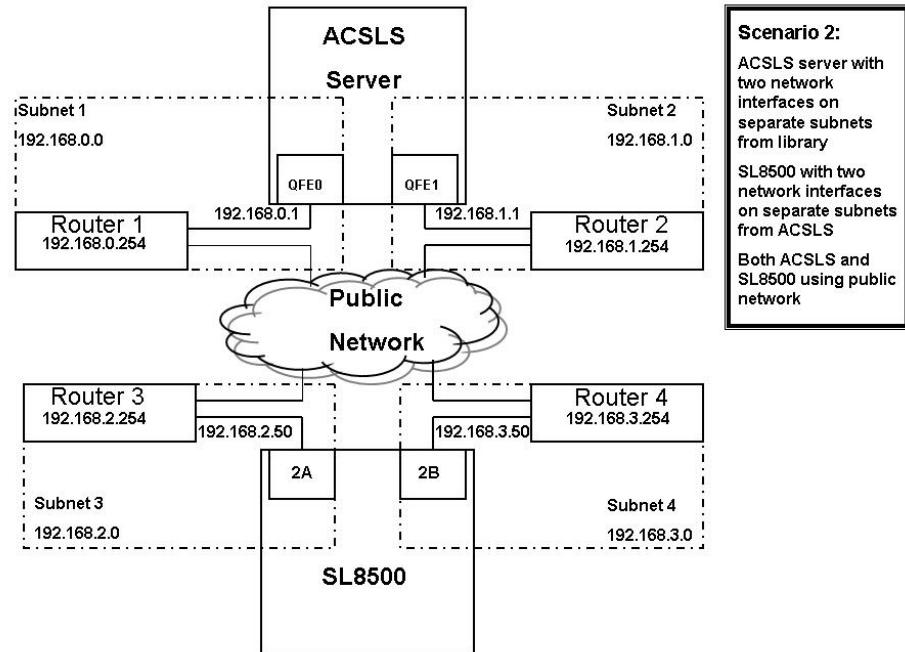 ACSLS
Server
Subnet 1
192.168.0.0
Subnet 2
192.168.1.0
QFE0
QFE1
192.168.0.1
192.168.1.1
Router 1
192.168.0.254
Router 2
192.168.1.254
Public
Network
Router 3
192.168.2.254
Router 4
192.168.3.254
192.168.2.50
192.168.3.50
2A
2B
Subnet 3
192.168.2.0
Subnet 4
192.168.3.0
SL8500
Scenario 2:
ACSLS server with
two network
interfaces on
separate subnets
from library
SL8500 with two
network interfaces
on separate subnets
from ACSLS
Both ACSLS and
SL8500 using public
network